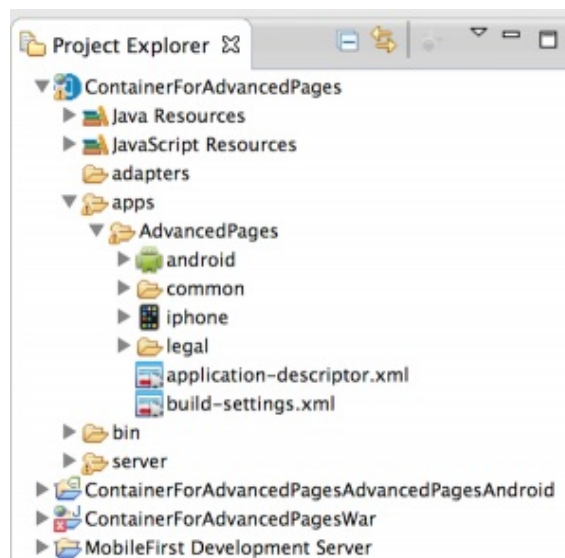 Project Explorer
ContainerForAdvancedPages
Java Resources
JavaScript Resources
adapters
apps
AdvancedPages
android
common
iphone
legal
application-descriptor.xml
build-settings.xml
bin
server
ContainerForAdvancedPagesAdvancedPagesAndroid
ContainerForAdvancedPagesWar
MobileFirst Development Server